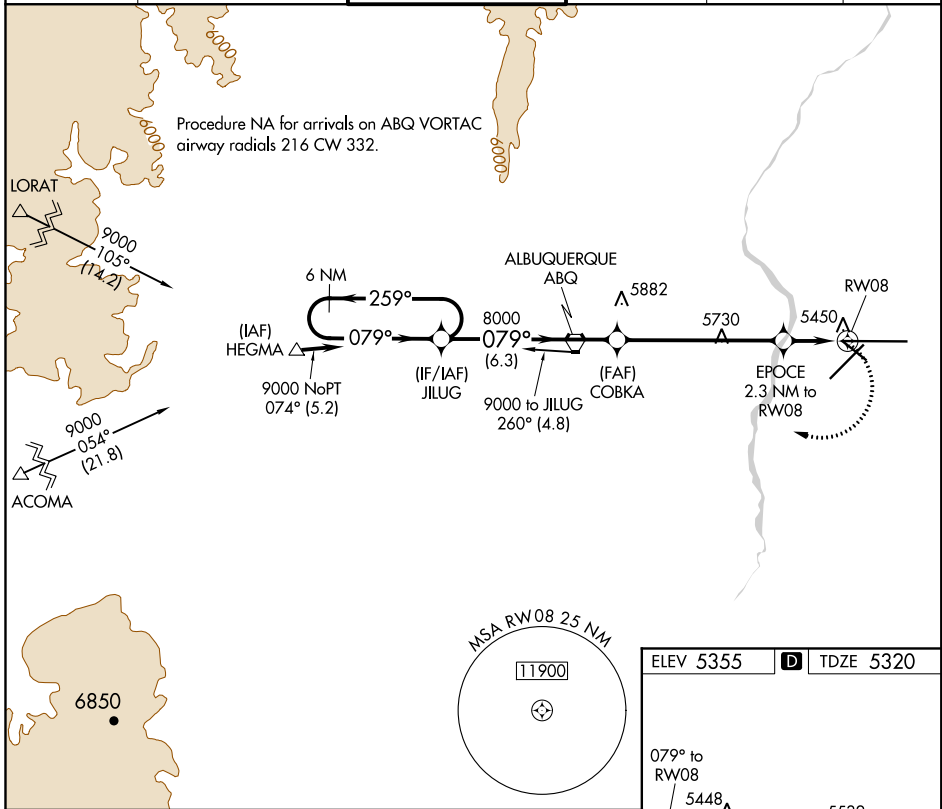 6000
6000
6000
Procedure NA for arrivals on ABQ VORTAC
airway radials 216 CW 332.
LORAT
9000
105°
(14.2)
6 NM
259°
079°
(IAF)
HEGMA
9000 NoPT
074° (5.2)
(IF/IAF)
JILUG
8000
079°
(6.3)
9000 to JILUG
260° (4.8)
ALBUQUERQUE
ABQ
5882
(FAF)
COBKA
5730
5450
RW08
EPOCE
2.3 NM to
RW08
9000
054°
(21.8)
ACOMA
6850
MSA RW08 25 NM
11900
ELEV 5355
D
TDZE 5320
079° to
RW08
5448